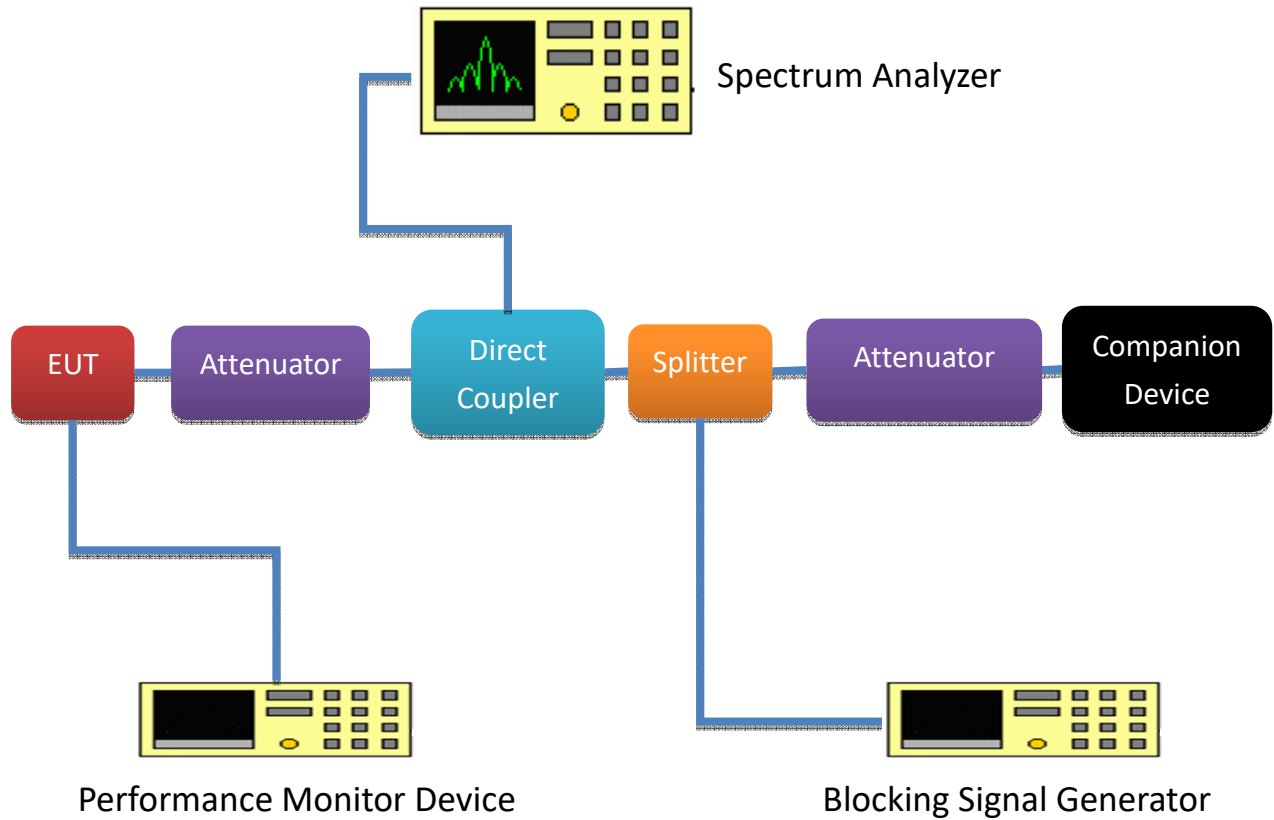 Spectrum Analyzer
EUT
Attenuator
Direct
Coupler
Splitter
Attenuator
Companion
Device
Performance Monitor Device
Blocking Signal Generator